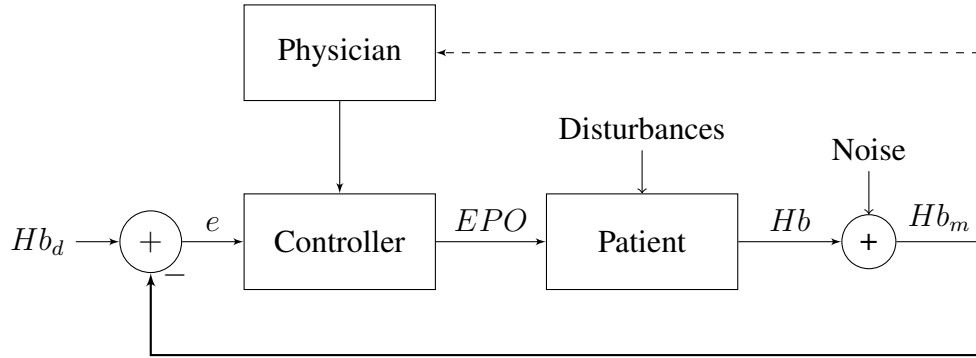 Physician
Disturbances
Noise
Hb_d
+
−
e
Controller
EPO
Patient
Hb
+
Hb_m